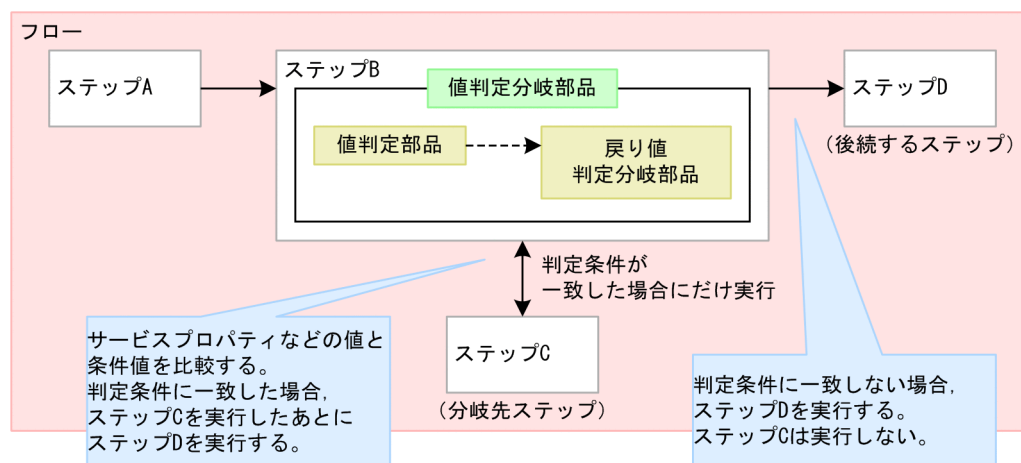 フロー
ステップA
ステップB
値判定分岐部品
値判定部品
戻り値
判定分岐部品
ステップD
(後続するステップ)
判定条件が
一致した場合にだけ実行
ステップC
(分岐先ステップ)
サービスプロパティなどの値と
条件値を比較する。
判定条件に一致した場合,
ステップCを実行したあとに
ステップDを実行する。
判定条件に一致しない場合,
ステップDを実行する。
ステップCは実行しない。